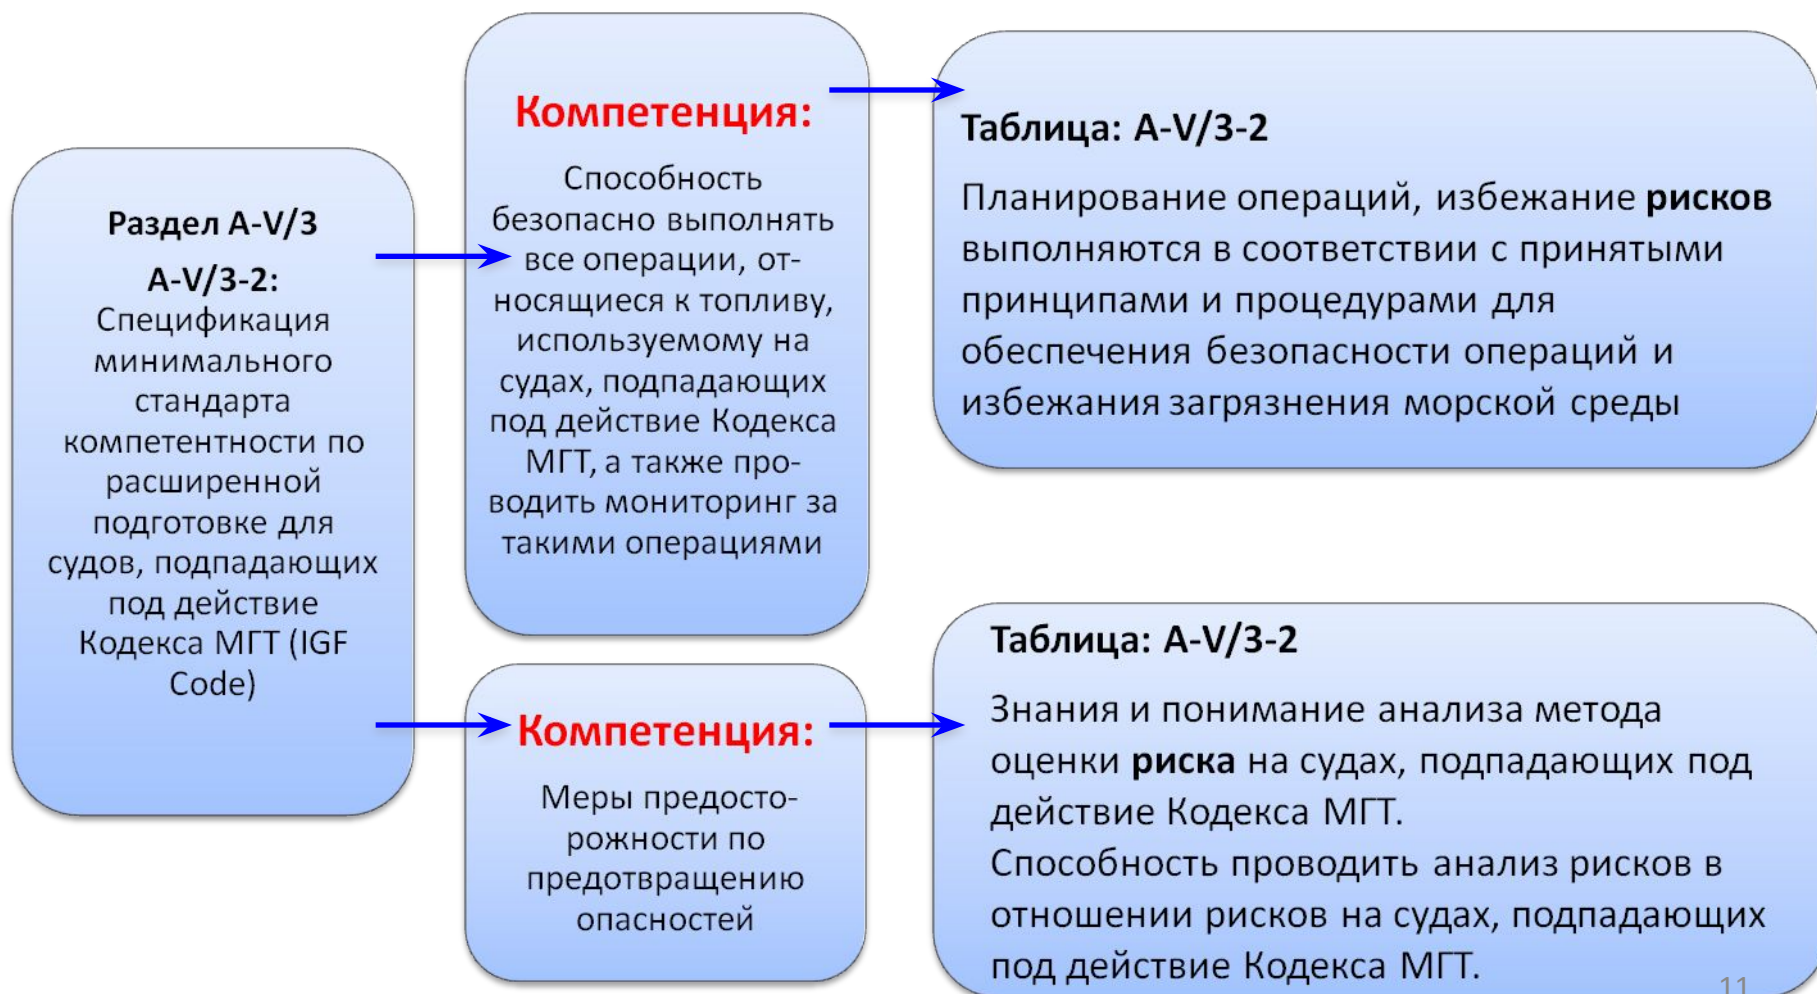 Раздел A-V/3
A-V/3-2:
Спецификация
минимального
стандарта
компетентности по
расширенной
подготовке для
судов, подпадающих
под действие
Кодекса МГТ (IGF
Code)
Компетенция:
Способность
безопасно выполнять
все операции, от-
носящиеся к топливу,
используемому на
судах, подпадающих
под действие Кодекса
МГТ, а также про-
водить мониторинг за
такими операциями
Таблица: A-V/3-2
Планирование операций, избежание рисков
выполняются в соответствии с принятыми
принципами и процедурами для
обеспечения безопасности операций и
избежания загрязнения морской среды
Компетенция:
Меры предосто-
рожности по
предотвращению
опасностей
Таблица: A-V/3-2
Знания и понимание анализа метода
оценки риска на судах, подпадающих под
действие Кодекса МГТ.
Способность проводить анализ рисков в
отношении рисков на судах, подпадающих
под действие Кодекса МГТ.
11